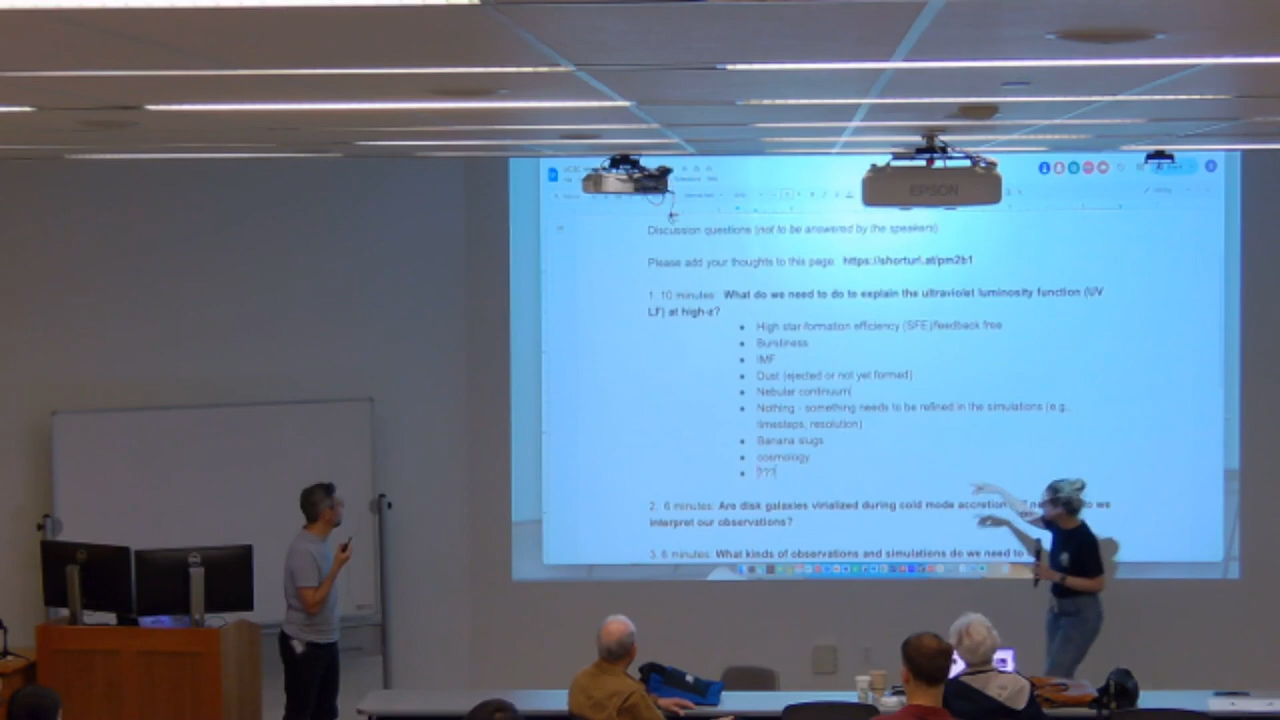 EPSON
Discussion questions (not to be answered by the speakers)
Please add your thoughts to this page: https://shorturl.at/pm2b1
1. 10 minutes: What do we need to do to explain the ultraviolet luminosity function (UV
LF) at high-z?
High star formation efficiency (SFE)/feedback free
Burstiness
IMF
Dust (ejected or not yet formed)
Nebular continuum
Nothing - something needs to be refined in the simulations (e.g.,
timesteps, resolution)
Banana slugs
cosmology
???
2. 6 minutes: Are disk galaxies virialized during cold mode accretion we
interpret our observations?
3. 6 minutes: What kinds of observations and simulations do we need to